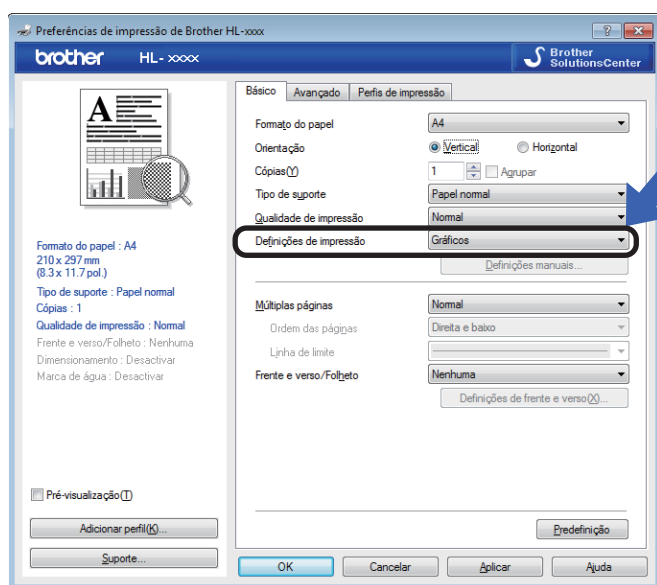 Preferências de impressão de Brother HL-xxxx
brother HL- xxxx
Brother
SolutionsCenter
A
Formato do papel : A4
210 x 297 mm
(8.3 x 11.7 pol.)
Tipo de suporte : Papel normal
Cópias : 1
Qualidade de impressão : Normal
Frente e verso/Folheto : Nenhuma
Dimensionamento : Desactivar
Marca de água : Desactivar
Pré-visualização(T)
Adicionar perfil(K)...
Suporte...
Básico Avançado Perfis de impressão
Formato do papel A4
Orientação Vertical Horizontal
Cópias(Y) 1 Agrupar
Tipo de suporte Papel normal
Qualidade de impressão Normal
Definições de impressão Gráficos
Definições manuais...
Múltiplas páginas Normal
Ordem das páginas Direita e baixo
Linha de limite
Frente e verso/Folheto Nenhuma
Definições de frente e verso(X)...
Predefinição
OK Cancelar Aplicar Ajuda